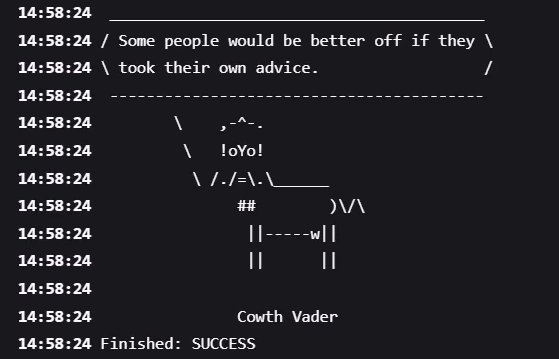 14:58:24  _________________________________________
14:58:24 / Some people would be better off if they \
14:58:24 \ took their own advice.                  /
14:58:24  -----------------------------------------
14:58:24         \    ,-^-.
14:58:24          \   !oYo!
14:58:24           \ /./=\.\______
14:58:24                ##        )\/\
14:58:24                 ||-----w||
14:58:24                 ||      ||
14:58:24
14:58:24                Cowth Vader
14:58:24 Finished: SUCCESS